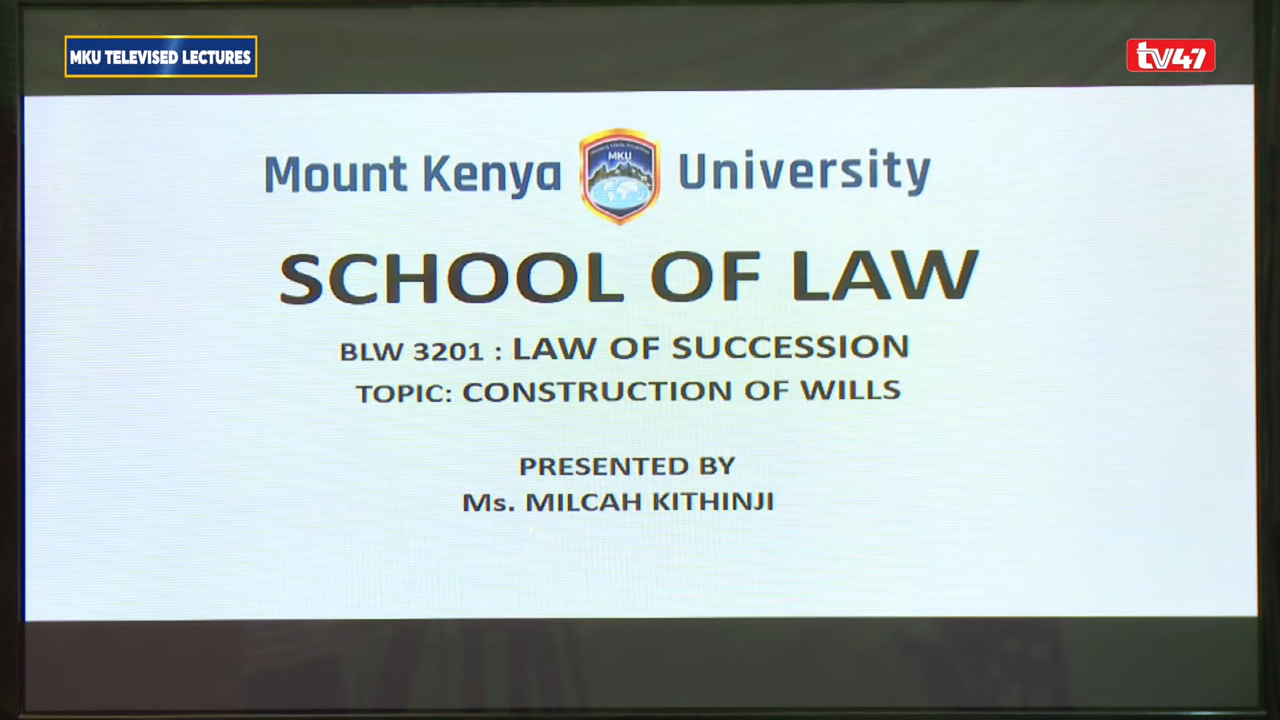 MKU TELEVISED LECTURES
tv47
Mount Kenya MKU University
SCHOOL OF LAW
BLW 3201 : LAW OF SUCCESSION
TOPIC: CONSTRUCTION OF WILLS
PRESENTED BY
Ms. MILCAH KITHINJI